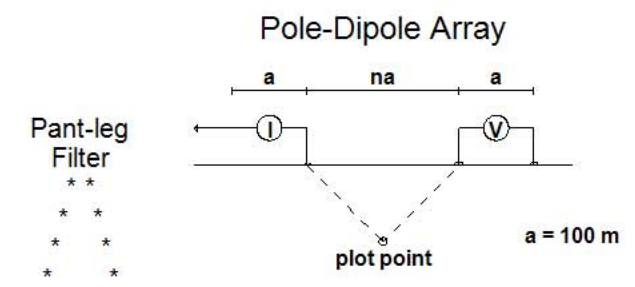 Pole-Dipole Array
a na a
Pant-leg
Filter
I V
* *
* *
* *
* *
plot point
a = 100 m